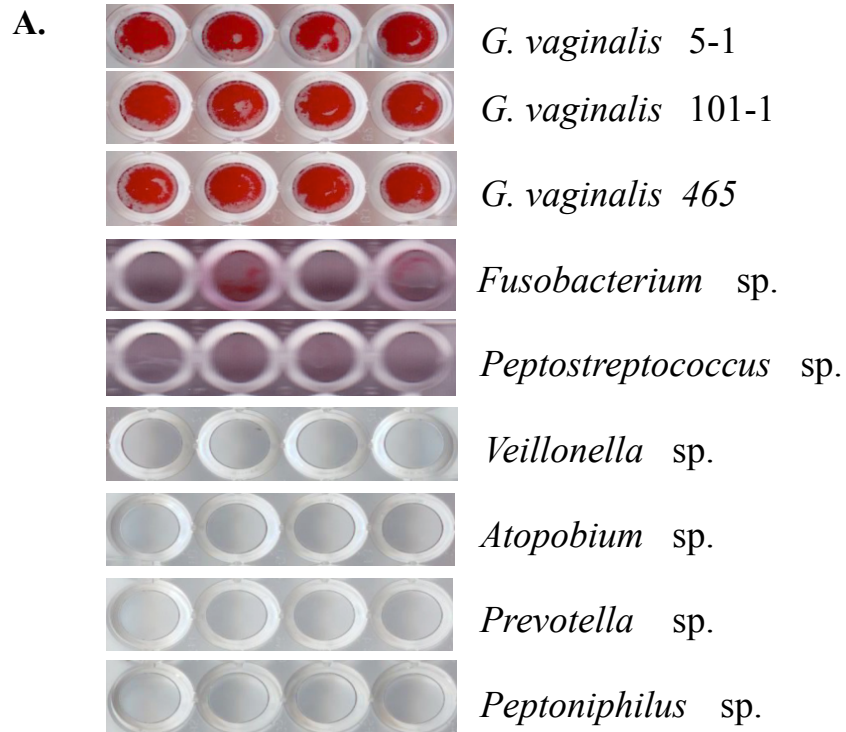 A.
G. vaginalis 5-1
G. vaginalis 101-1
G. vaginalis 465
Fusobacterium sp.
Peptostreptococcus sp.
Veillonella sp.
Atopobium sp.
Prevotella sp.
Peptoniphilus sp.